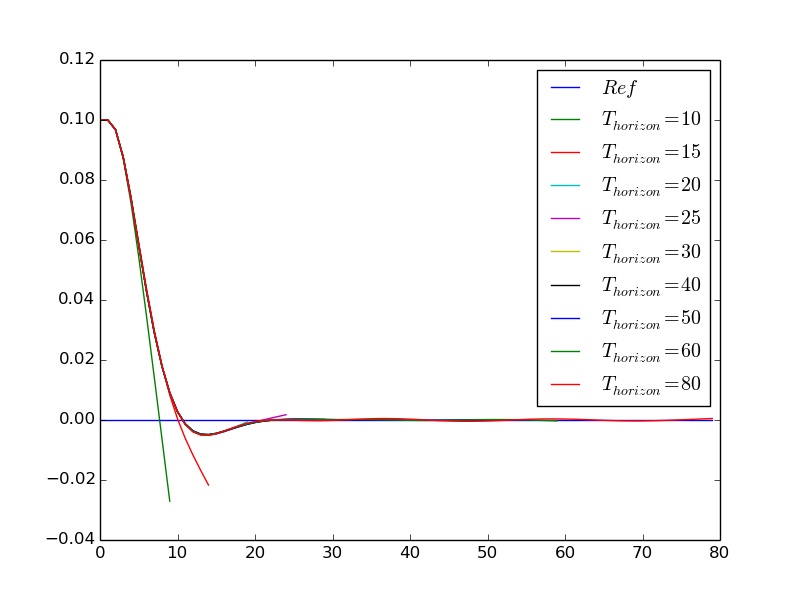 0.12
0.10
0.08
0.06
0.04
0.02
0.00
−0.02
−0.04
0 10 20 30 40 50 60 70 80
Ref
T_horizon=10
T_horizon=15
T_horizon=20
T_horizon=25
T_horizon=30
T_horizon=40
T_horizon=50
T_horizon=60
T_horizon=80